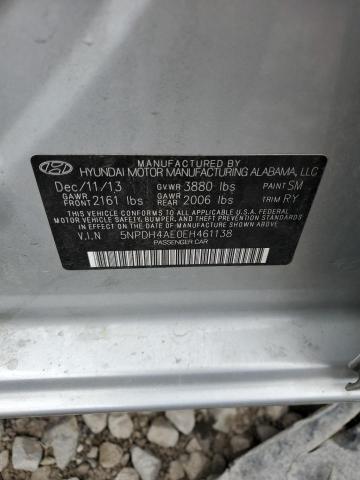 MANUFACTURED BY
HYUNDAI MOTOR MANUFACTURING ALABAMA, LLC
Dec/11/13 GVWR 3880 lbs PAINT SM
GAWR FRONT 2161 lbs GAWR REAR 2006 lbs TRIM RY
THIS VEHICLE CONFORMS TO ALL APPLICABLE U.S.A. FEDERAL
MOTOR VEHICLE SAFETY, BUMPER, AND THEFT PREVENTION STANDARDS
IN EFFECT ON THE DATE OF MANUFACTURE SHOWN ABOVE.
V.I.N 5NPDH4AE0EH461138
PASSENGER CAR